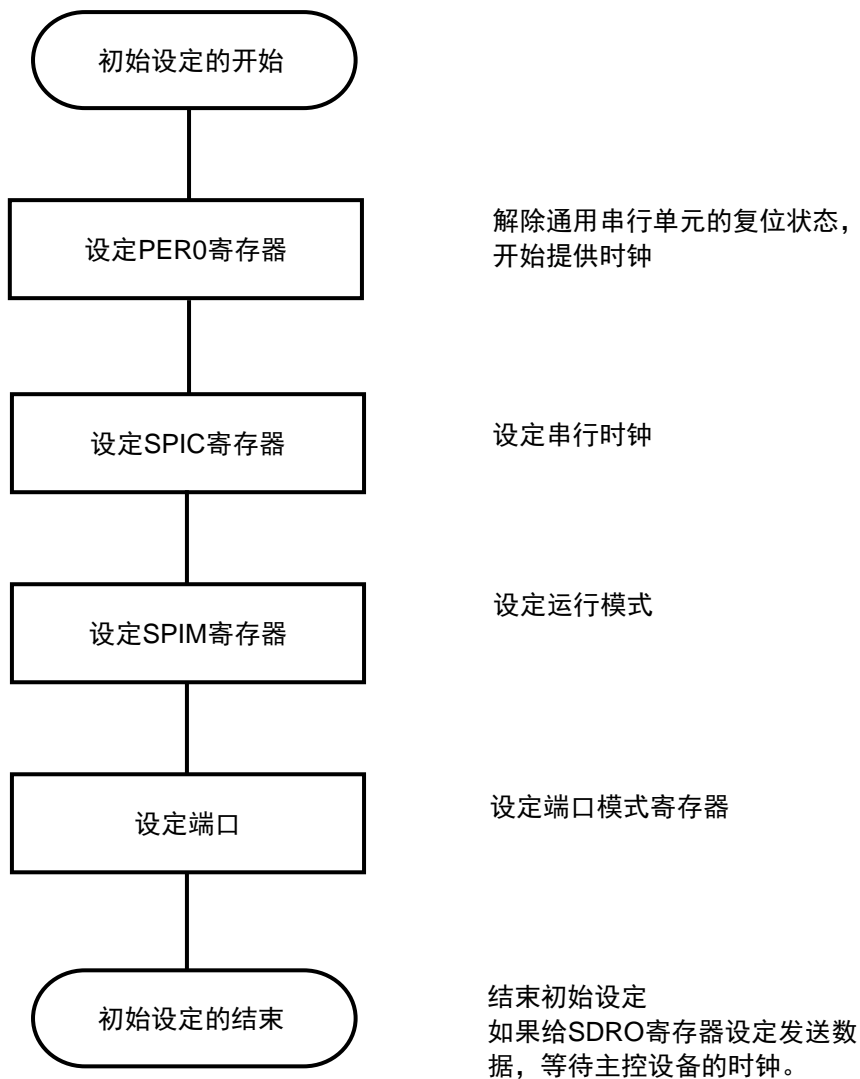 初始设定的开始
设定PER0寄存器
解除通用串行单元的复位状态，
开始提供时钟
设定SPIC寄存器
设定串行时钟
设定SPIM寄存器
设定运行模式
设定端口
设定端口模式寄存器
初始设定的结束
结束初始设定
如果给SDRO寄存器设定发送数
据，等待主控设备的时钟。